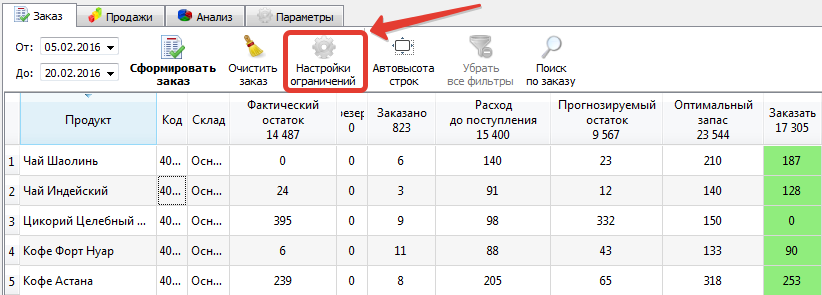 Заказ Продажи Анализ Параметры
От: 05.02.2016
До: 20.02.2016
Сформировать заказ
Очистить заказ
Настройки ограничений
Автовысота строк
Убрать все фильтры
Поиск по заказу
Продукт Код Склад Фактический остаток 14 487 језер 0 Заказано 823 Расход до поступления 15 400 Прогнозируемый остаток 9 567 Оптимальный запас 23 544 Заказать 17 305
1 Чай Шаолинь 40... Осн... 0 0 6 140 23 210 187
2 Чай Индейский 40... Осн... 24 0 3 91 12 140 128
3 Цикорий Целебный ... 40... Осн... 395 0 9 98 332 150 0
4 Кофе Форт Нуар 40... Осн... 6 0 11 88 43 133 90
5 Кофе Астана 40... Осн... 239 0 8 205 65 318 253